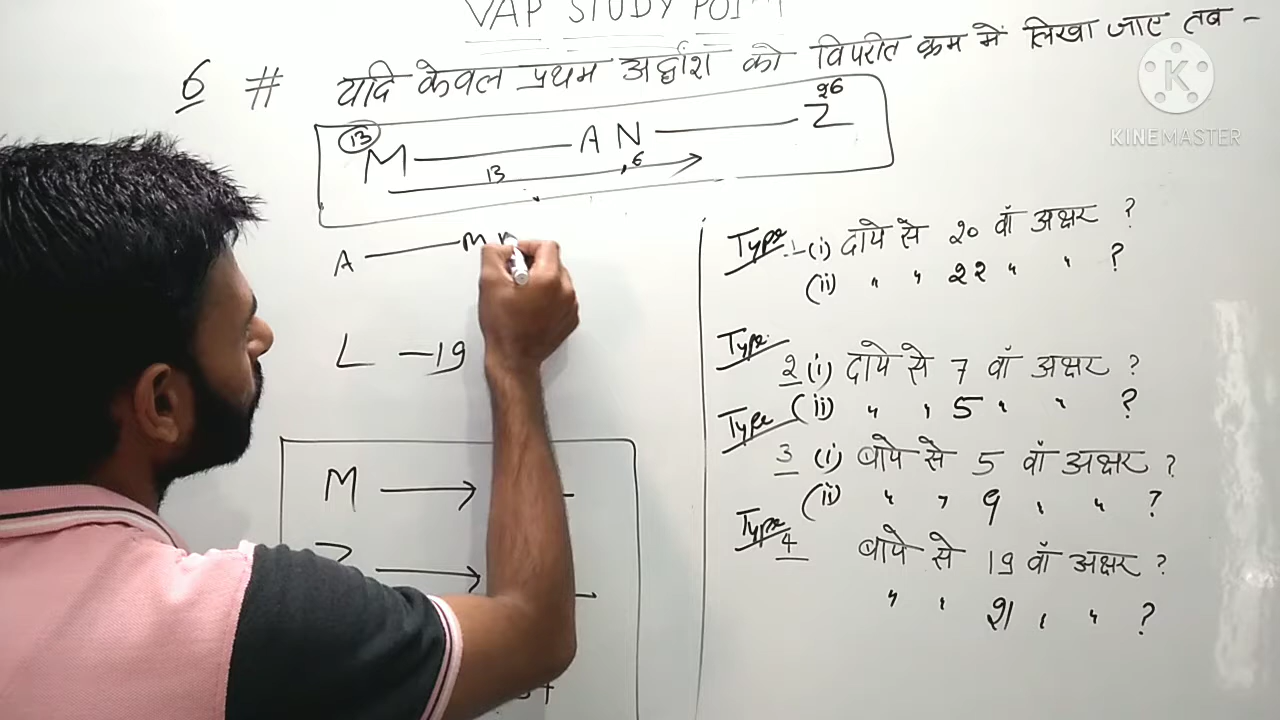 VAP STUDY POINT
6 # यदि केवल प्रथम अर्द्धांश को विपरीत क्रम में लिखा जाए तब -
13 26
M A N Z
13 6
A M
L - 19
M
Type 1 (i) दायें से 20 वाँ अक्षर ?
(ii) " " 22 " " ?
Type 2 (i) दायें से 7 वाँ अक्षर ?
(ii) " " 5 " " ?
Type 3 (i) बायें से 5 वाँ अक्षर ?
(ii) " " 9 " " ?
Type 4 बायें से 19 वाँ अक्षर ?
" " 21 " " ?
KINEMASTER